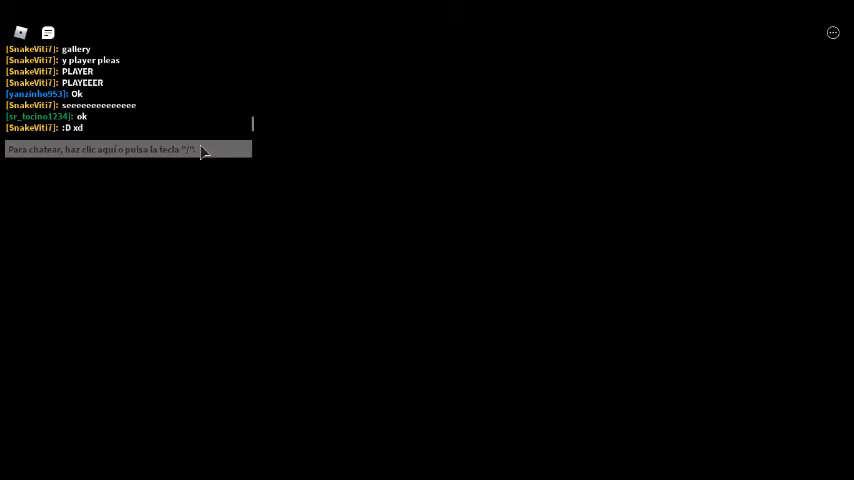 [SnakeViti7]: gallery
[SnakeViti7]: y player pleas
[SnakeViti7]: PLAYER
[SnakeViti7]: PLAYEEER
[yanzinho953]: Ok
[SnakeViti7]: seeeeeeeeeeeeee
[sr_tocino1234]: ok
[SnakeViti7]: :D xd
Para chatear, haz clic aquí o pulsa la tecla "/".